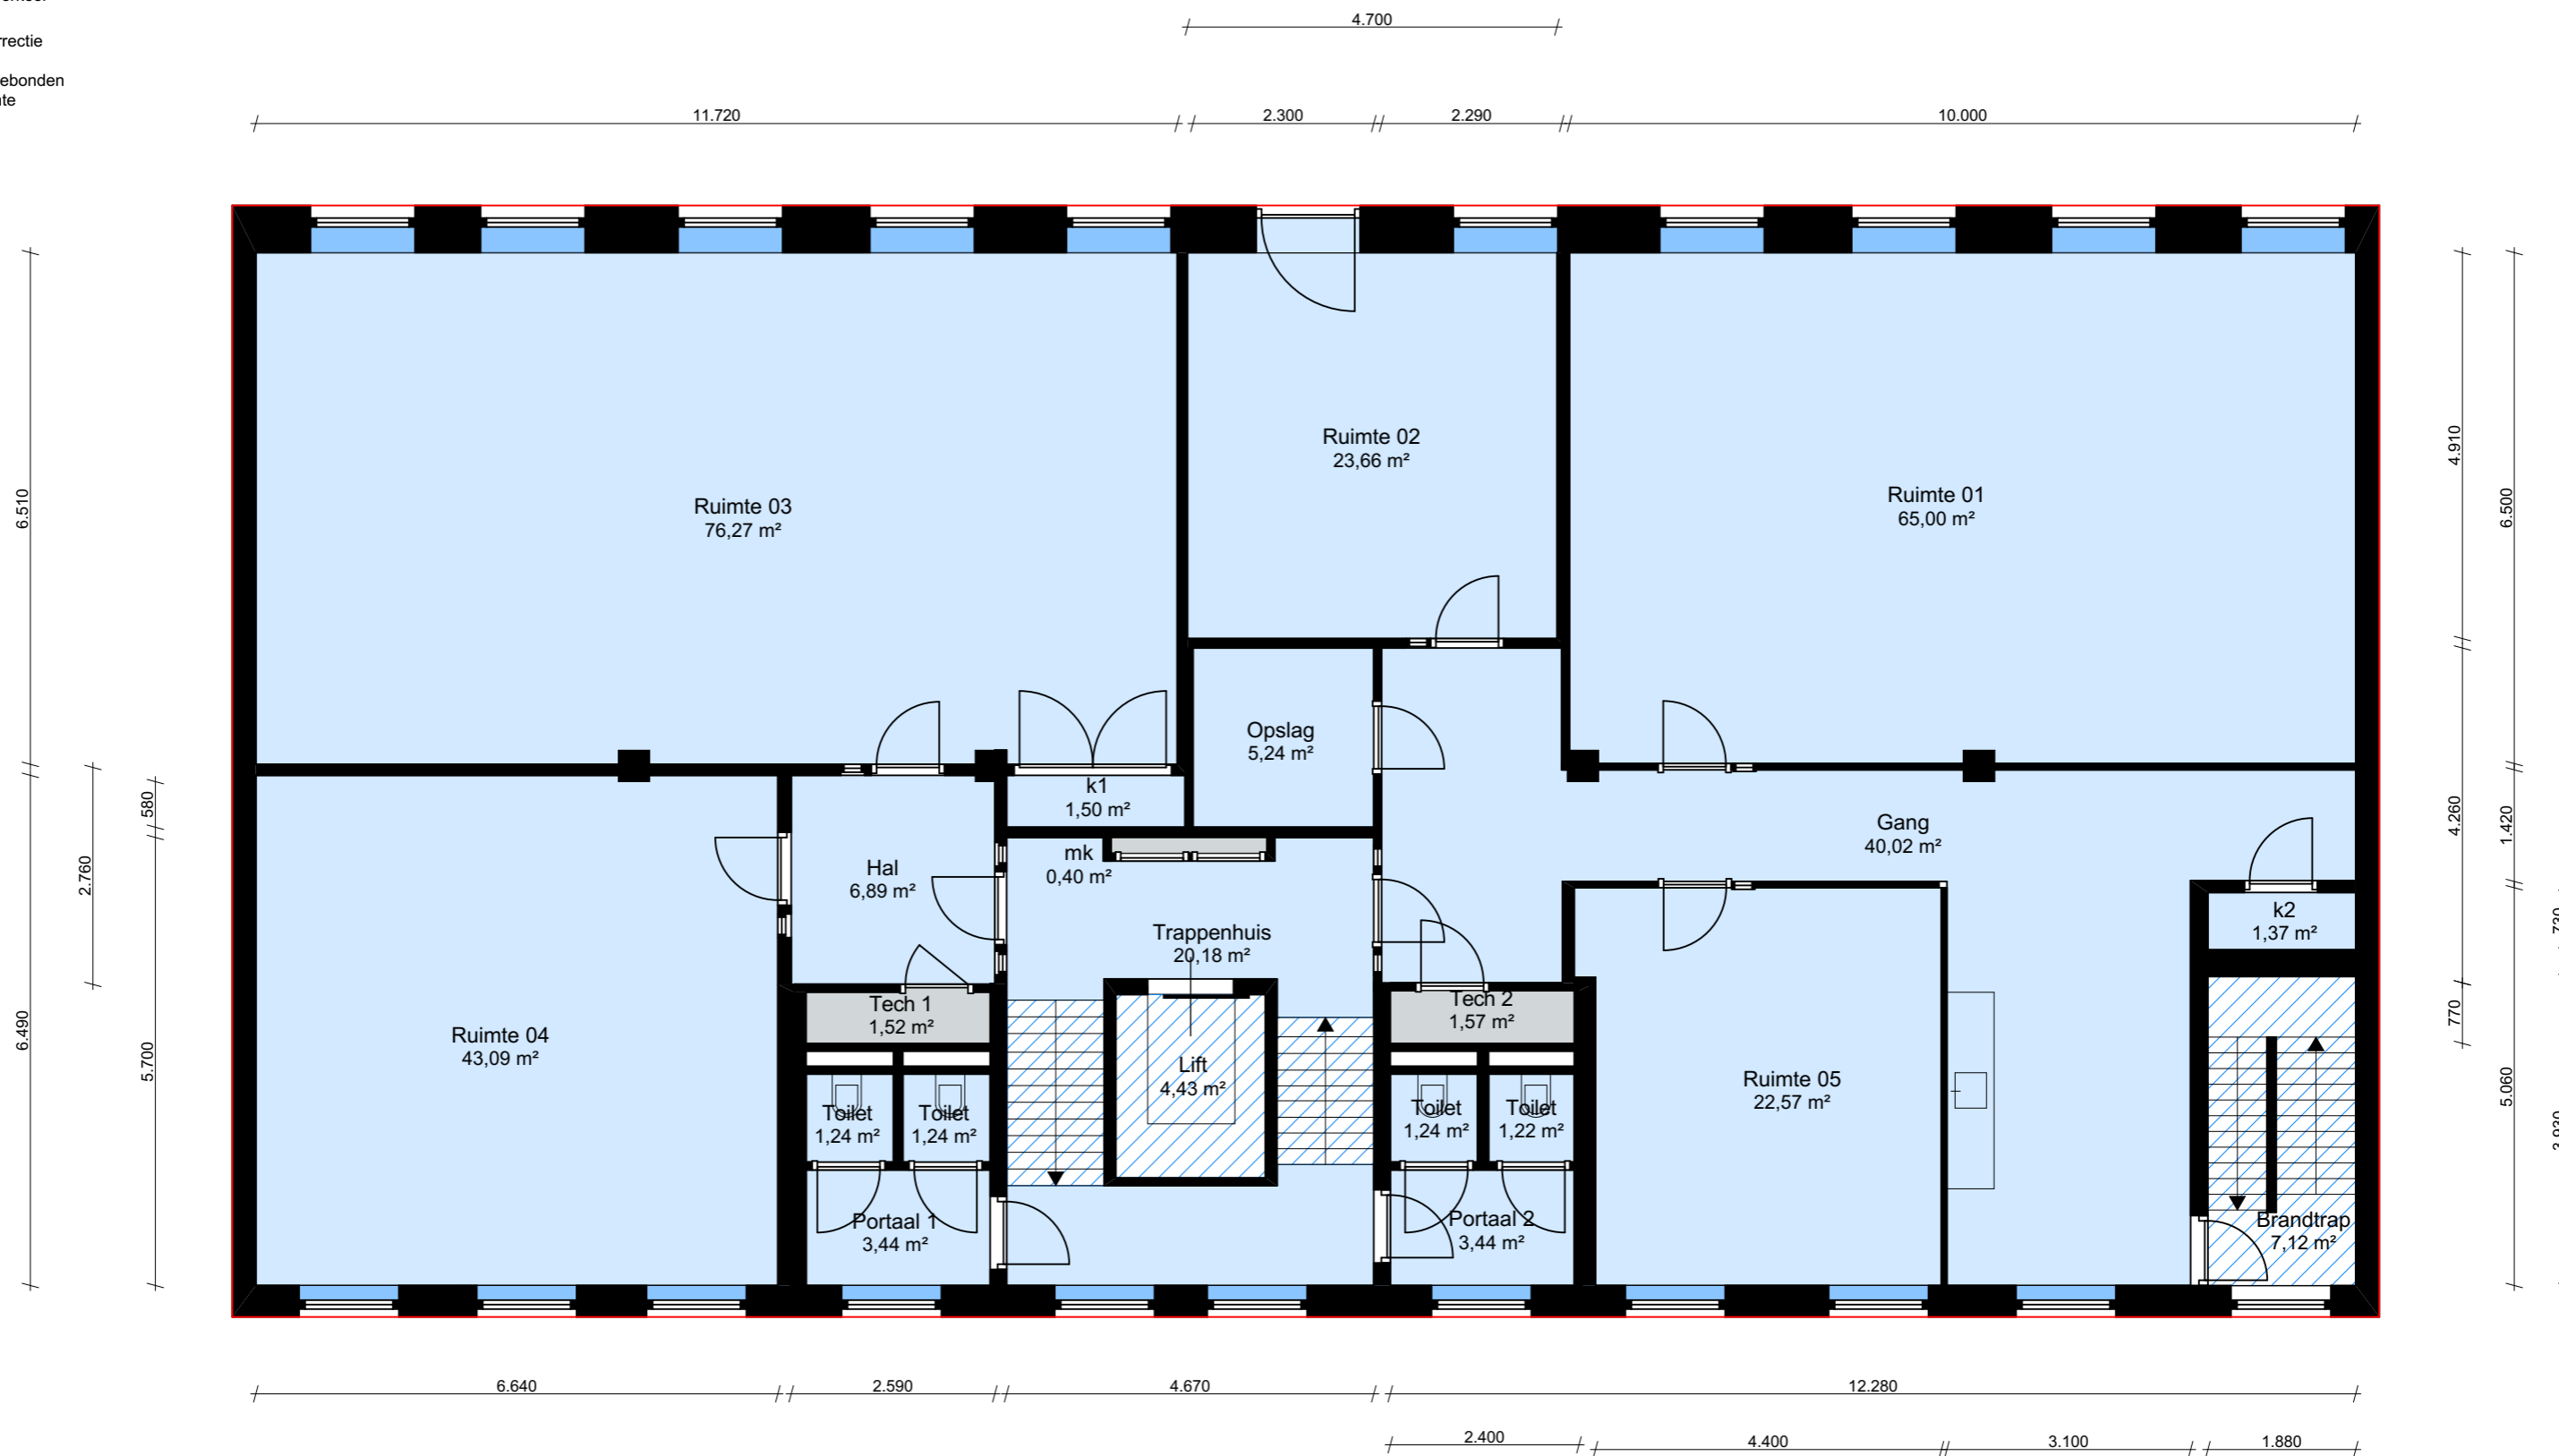 4.700
11.720
2.300
2.290
10.000
6.510
6.490
2.760
580
5.700
4.910
4.260
770
6.500
1.420
5.060
Ruimte 03
76,27 m²
Ruimte 02
23,66 m²
Ruimte 01
65,00 m²
Opslag
5,24 m²
k1
1,50 m²
mk
0,40 m²
Hal
6,89 m²
Gang
40,02 m²
Trappenhuis
20,18 m²
k2
1,37 m²
Tech 1
1,52 m²
Tech 2
1,57 m²
Ruimte 04
43,09 m²
Lift
4,43 m²
Ruimte 05
22,57 m²
Toilet
1,24 m²
Toilet
1,24 m²
Toilet
1,24 m²
Toilet
1,22 m²
Portaal 1
3,44 m²
Portaal 2
3,44 m²
Brandtrap
7,12 m²
6.640
2.590
4.670
12.280
2.400
4.400
3.100
1.880